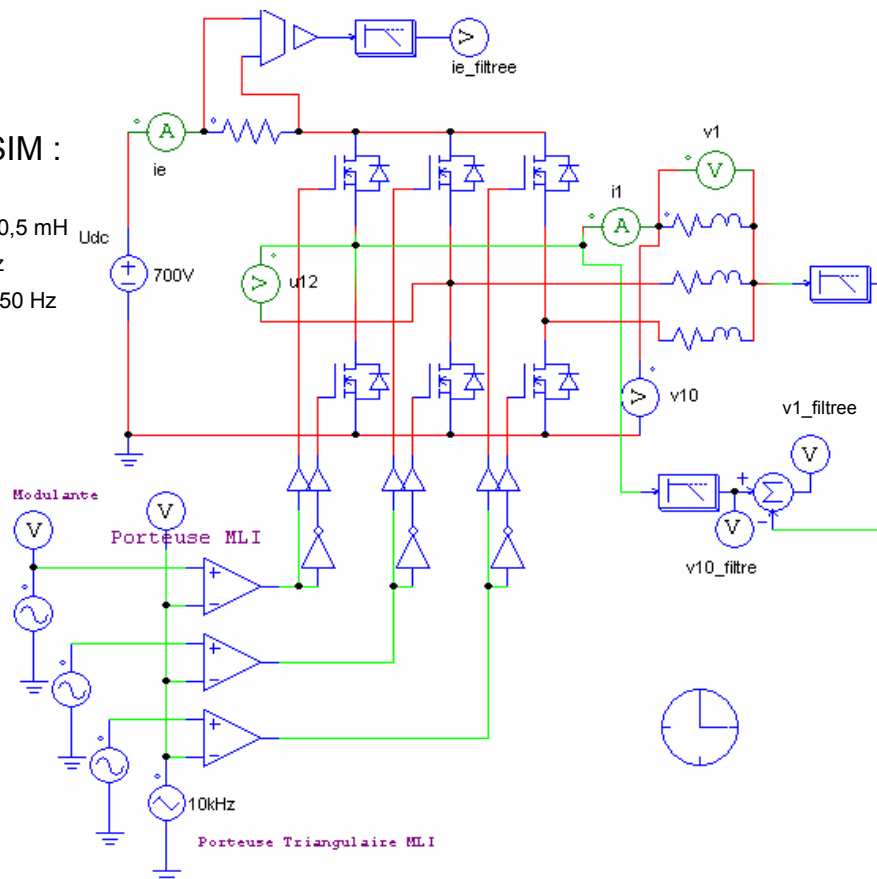 ie_filtree
SIM :
A
ie
v1
V
i1
A
0,5 mH
z
50 Hz
Udc
700V
V
u12
V
v10
v1_filtree
V
Modulante
V
V
Porteuse MLI
V
v10_filtre
10kHz
Porteuse Triangulaire MLI